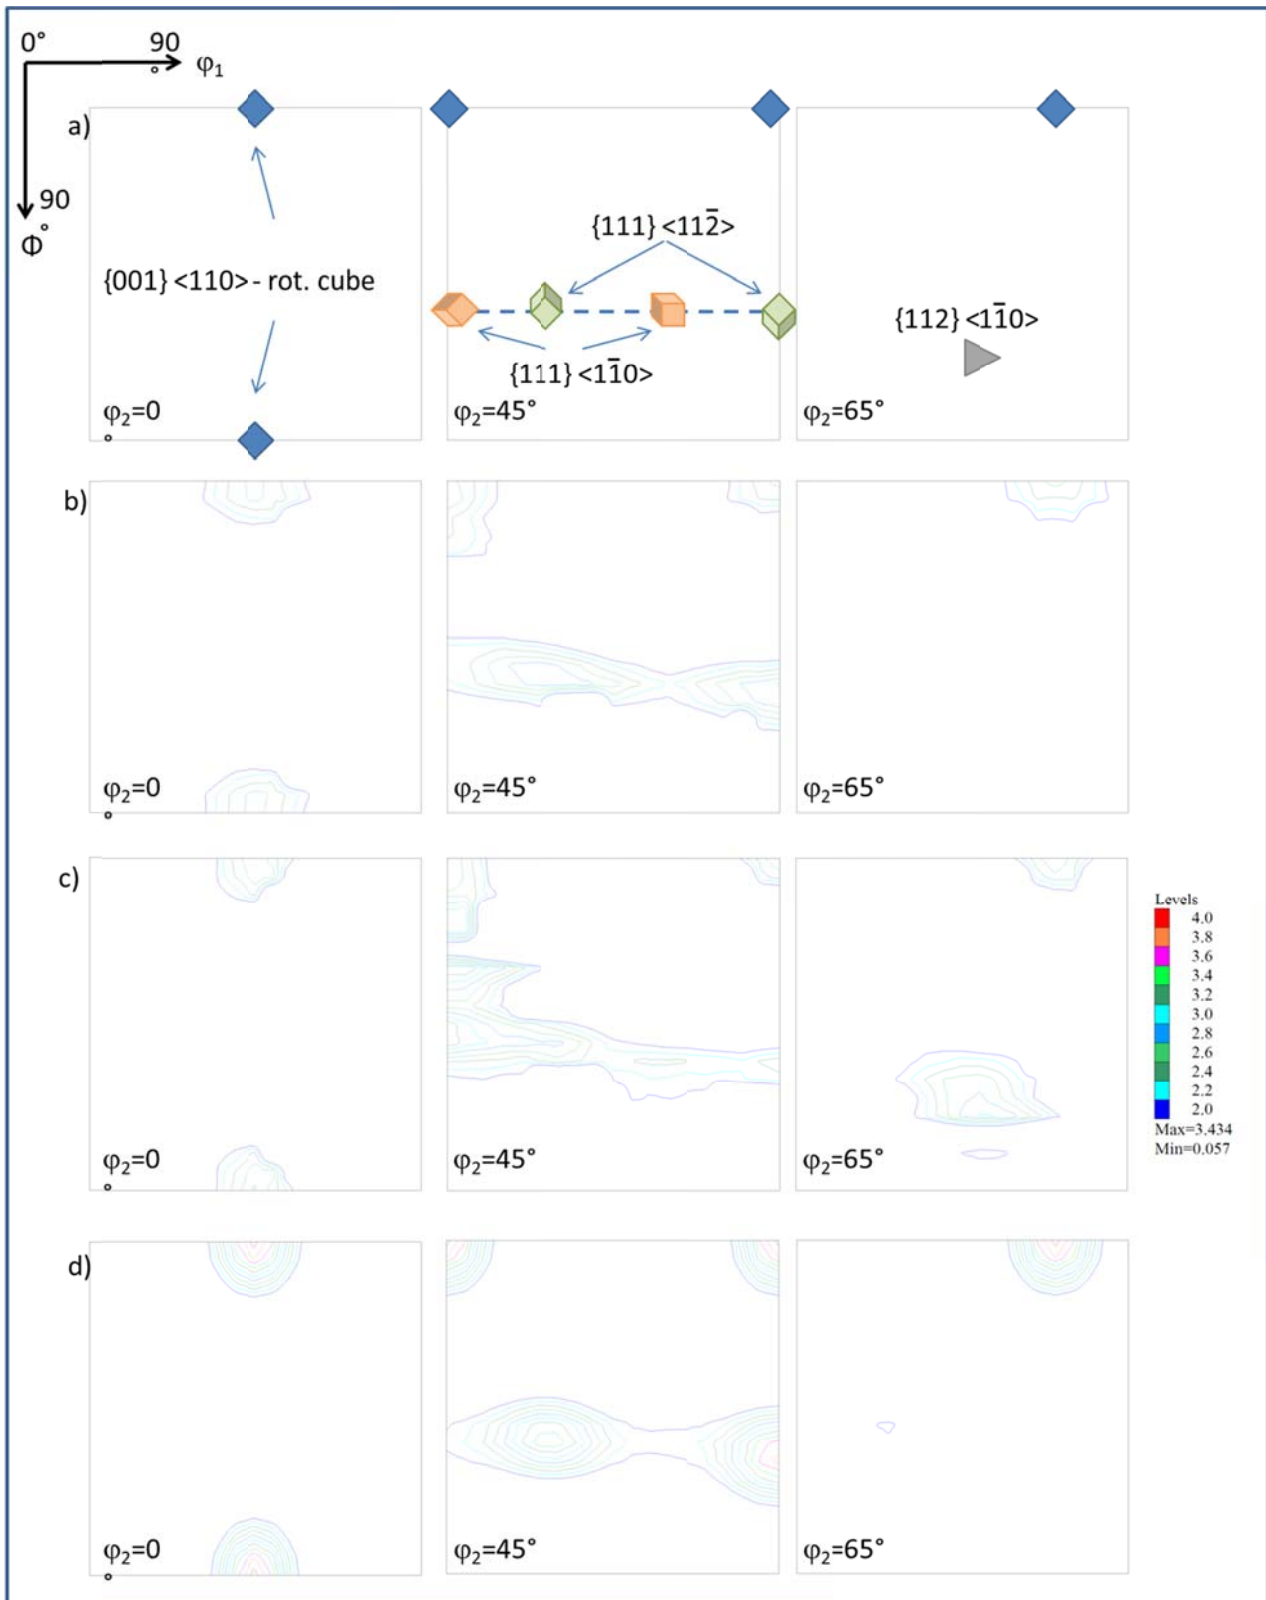 0° 90° φ₁
90°
Φ
a)
{111}<112̅>
{001}<110>- rot. cube
{112}<11̅0>
{111}<11̅0>
φ₂=0° φ₂=45° φ₂=65°
b)
φ₂=0° φ₂=45° φ₂=65°
c)
Levels
4.0
3.8
3.6
3.4
3.2
3.0
2.8
2.6
2.4
2.2
2.0
Max=3.434
Min=0.057
φ₂=0° φ₂=45° φ₂=65°
d)
φ₂=0° φ₂=45° φ₂=65°